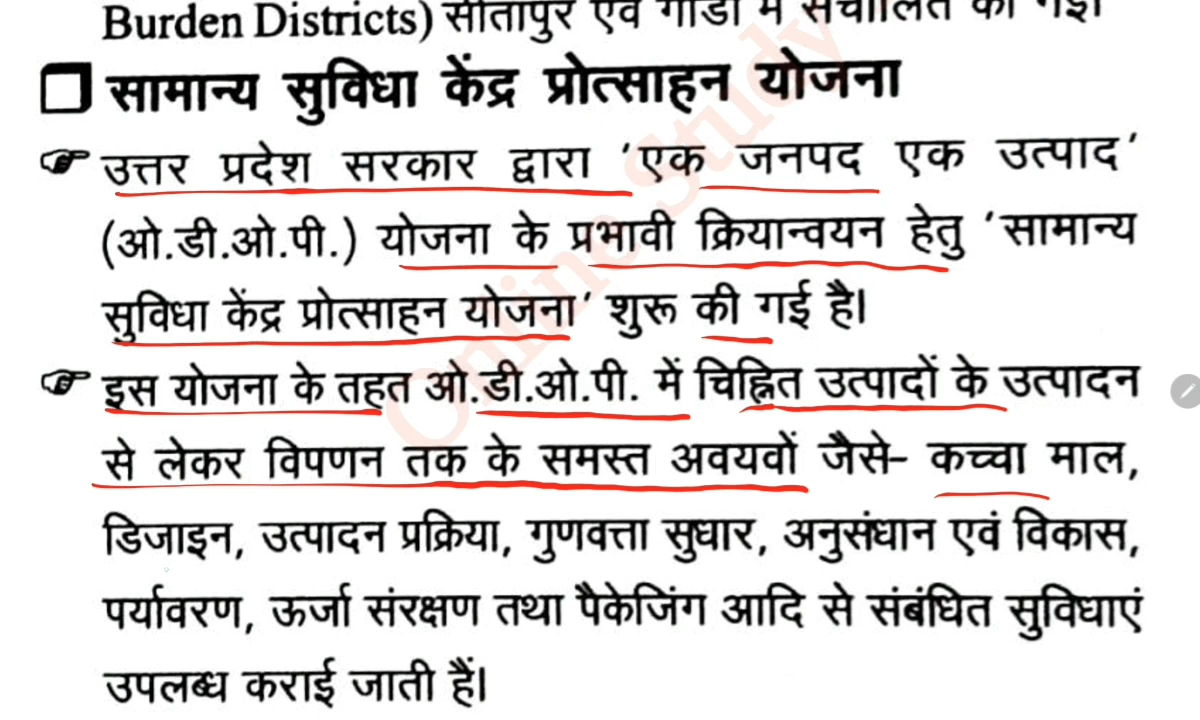 Burden Districts) सीतापुर एवं गोंडा में संचालित की गई।
सामान्य सुविधा केंद्र प्रोत्साहन योजना
उत्तर प्रदेश सरकार द्वारा 'एक जनपद एक उत्पाद'
(ओ.डी.ओ.पी.) योजना के प्रभावी क्रियान्वयन हेतु 'सामान्य
सुविधा केंद्र प्रोत्साहन योजना' शुरू की गई है।
इस योजना के तहत ओ.डी.ओ.पी. में चिह्नित उत्पादों के उत्पादन
से लेकर विपणन तक के समस्त अवयवों जैसे- कच्चा माल,
डिजाइन, उत्पादन प्रक्रिया, गुणवत्ता सुधार, अनुसंधान एवं विकास,
पर्यावरण, ऊर्जा संरक्षण तथा पैकेजिंग आदि से संबंधित सुविधाएं
उपलब्ध कराई जाती हैं।
Online Study